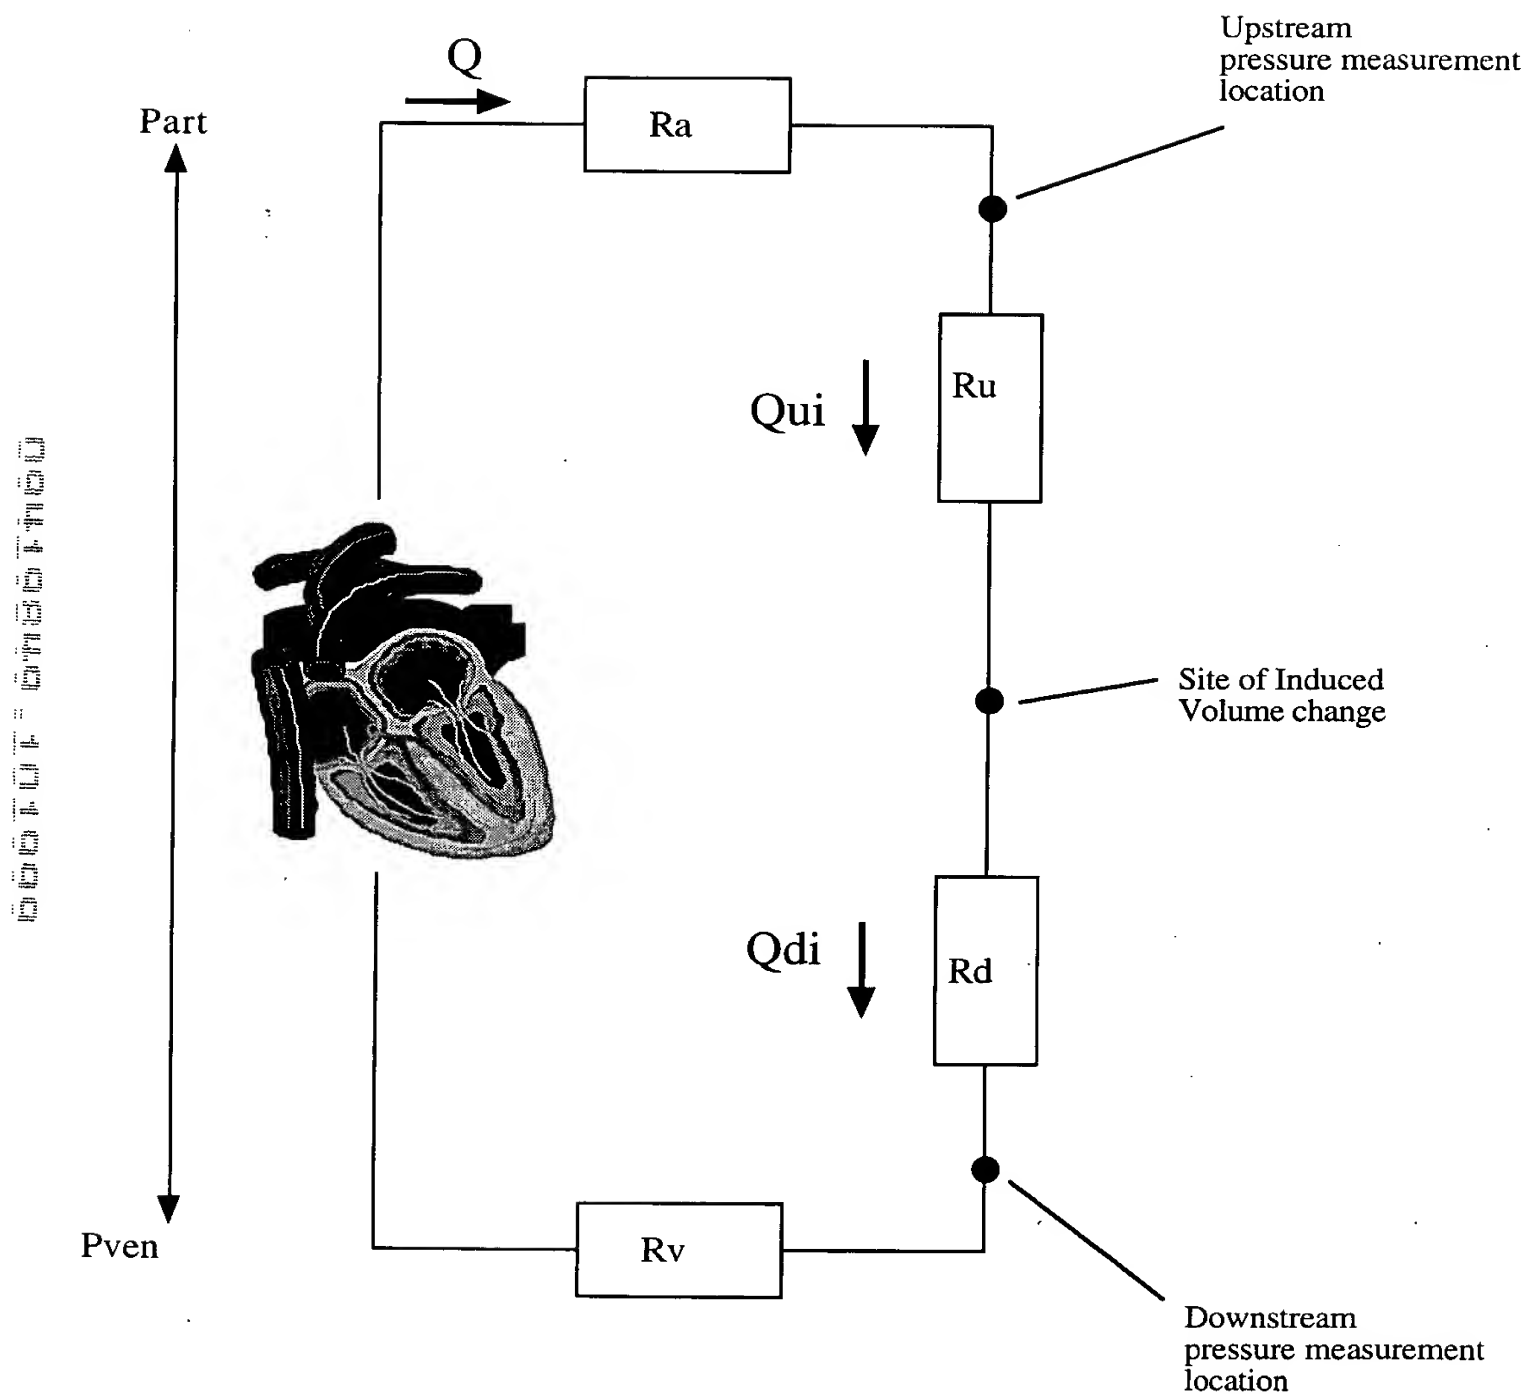 Upstream
pressure measurement
location
Q
Part
Ra
Ru
Qui
Site of Induced
Volume change
Qdi
Rd
Pven
Rv
Downstream
pressure measurement
location